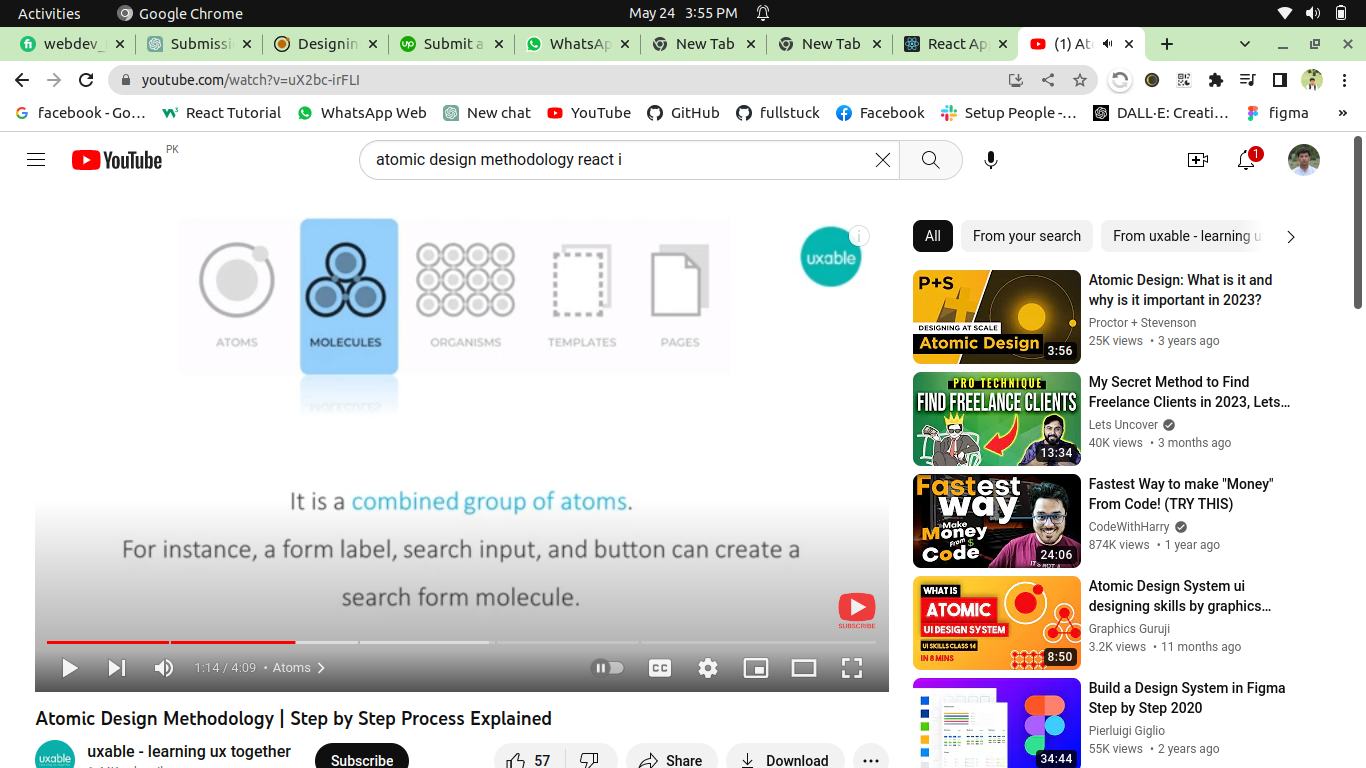 Activities
Google Chrome
May 24 3:55 PM
webdev_
Submissi
Designin
Submit a
WhatsAp
New Tab
New Tab
React Ap
(1) At
youtube.com/watch?v=uX2bc-irFLI
facebook - Go…
React Tutorial
WhatsApp Web
New chat
YouTube
GitHub
fullstuck
Facebook
Setup People -…
DALL·E: Creati…
figma
»
YouTube PK
atomic design methodology react i
1
ATOMS
MOLECULES
ORGANISMS
TEMPLATES
PAGES
uxable
It is a combined group of atoms.
For instance, a form label, search input, and button can create a
search form molecule.
SUBSCRIBE
1:14 / 4:09 • Atoms
CC
Atomic Design Methodology | Step by Step Process Explained
uxable
uxable - learning ux together
Subscribe
57
Share
Download
All
From your search
From uxable - learning u
P+S
DESIGNING AT SCALE
Atomic Design
3:56
Atomic Design: What is it and
why is it important in 2023?
Proctor + Stevenson
25K views • 3 years ago
PRO TECHNIQUE
FIND FREELANCE CLIENTS
13:34
My Secret Method to Find
Freelance Clients in 2023, Lets…
Lets Uncover
40K views • 3 months ago
Fastest
way
Make
Money
From $
Code
24:06
Fastest Way to make "Money"
From Code! (TRY THIS)
CodeWithHarry
874K views • 1 year ago
WHAT IS
ATOMIC
UI DESIGN SYSTEM
UI SKILLS CLASS 14
IN 8 MINS
8:50
Atomic Design System ui
designing skills by graphics…
Graphics Guruji
3.2K views • 11 months ago
34:44
Build a Design System in Figma
Step by Step 2020
Pierluigi Giglio
55K views • 2 years ago